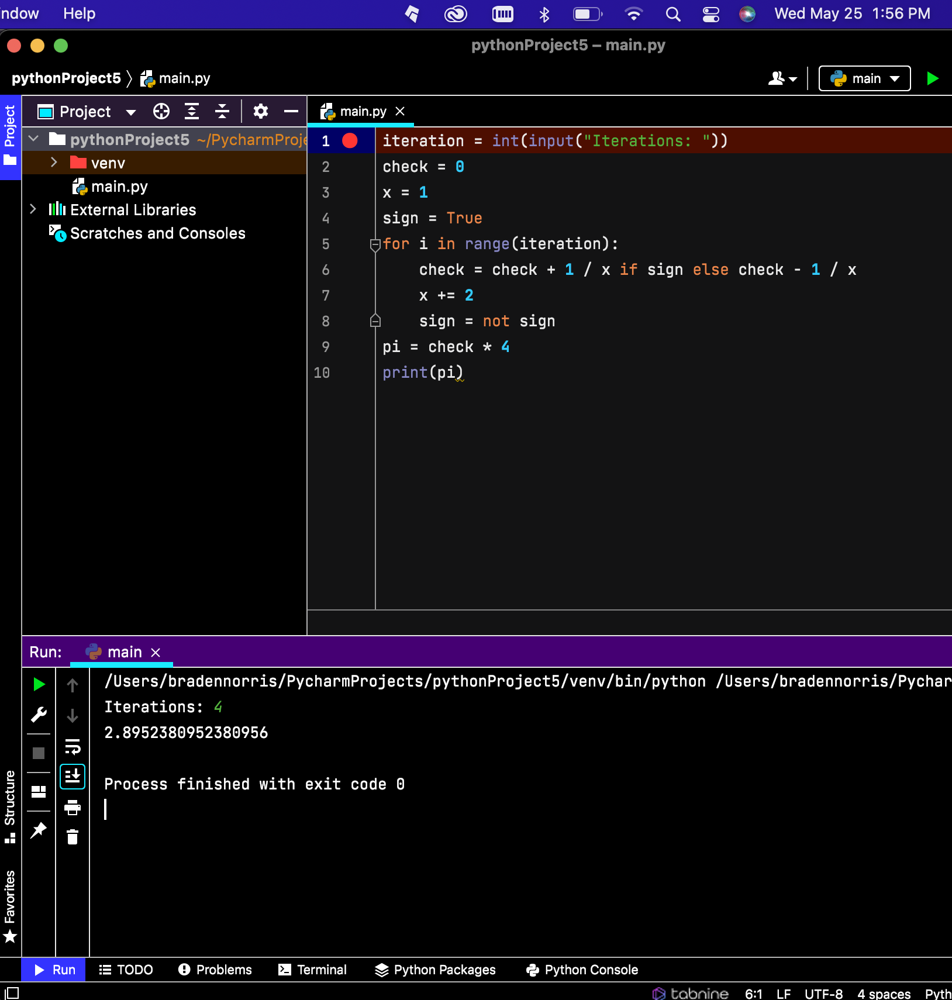 indow Help Wed May 25 1:56 PM
pythonProject5 – main.py
pythonProject5 〉 main.py main
Project
Project
main.py
pythonProject5 ~/PycharmProje
venv
main.py
External Libraries
Scratches and Consoles
1 iteration = int(input("Iterations: "))
2 check = 0
3 x = 1
4 sign = True
5 for i in range(iteration):
6 check = check + 1 / x if sign else check - 1 / x
7 x += 2
8 sign = not sign
9 pi = check * 4
10 print(pi)
Run: main
/Users/bradennorris/PycharmProjects/pythonProject5/venv/bin/python /Users/bradennorris/Pychar
Iterations: 4
2.8952380952380956
Process finished with exit code 0
Structure
Favorites
Run TODO Problems Terminal Python Packages Python Console
tabnine 6:1 LF UTF-8 4 spaces Pyth